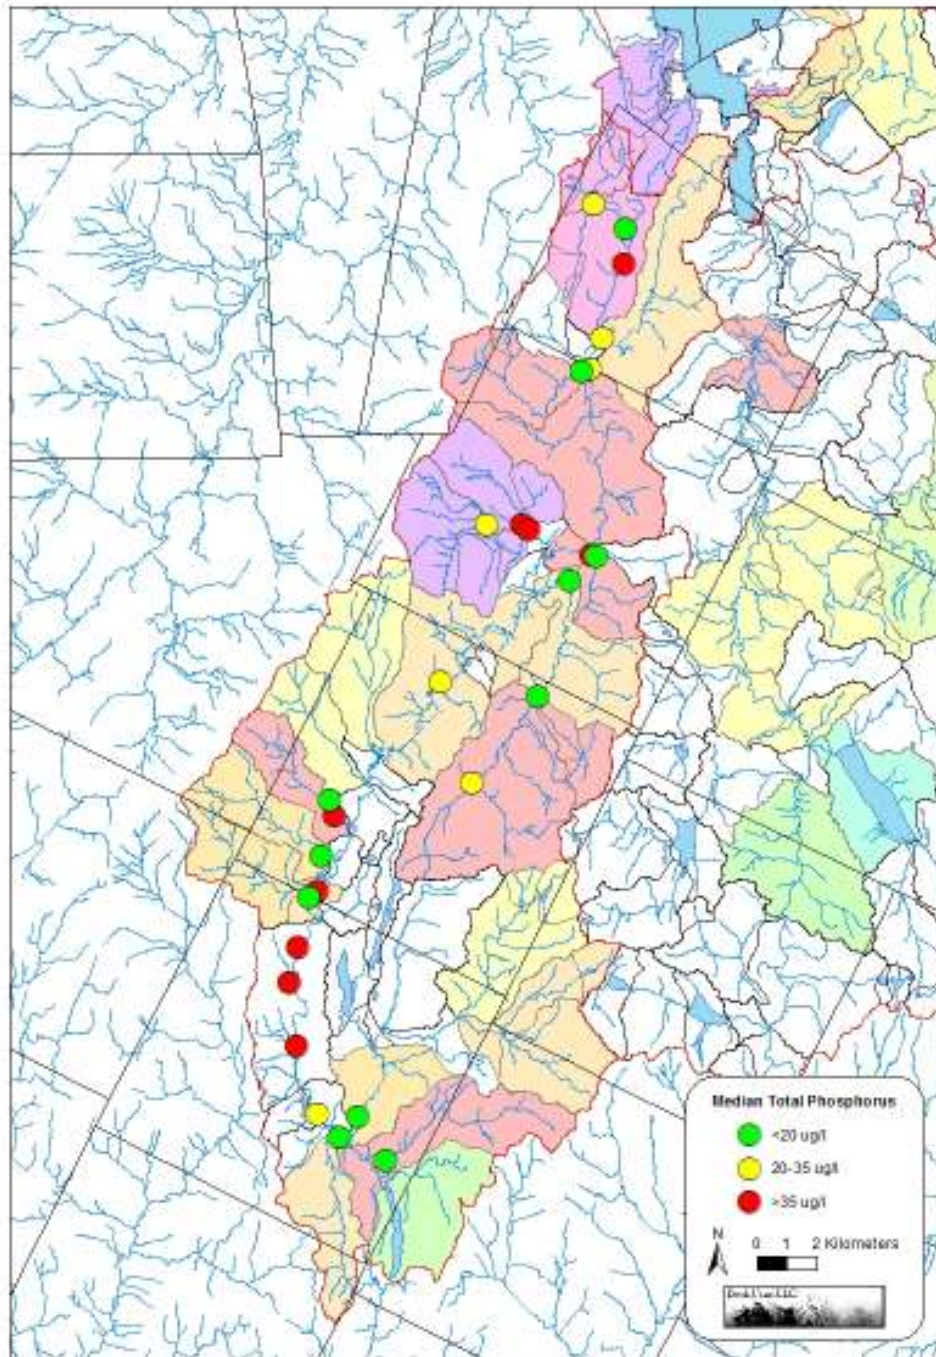 Median Total Phosphorus
<20 ug/l
20-35 ug/l
>35 ug/l
N
0 1 2 Kilometers